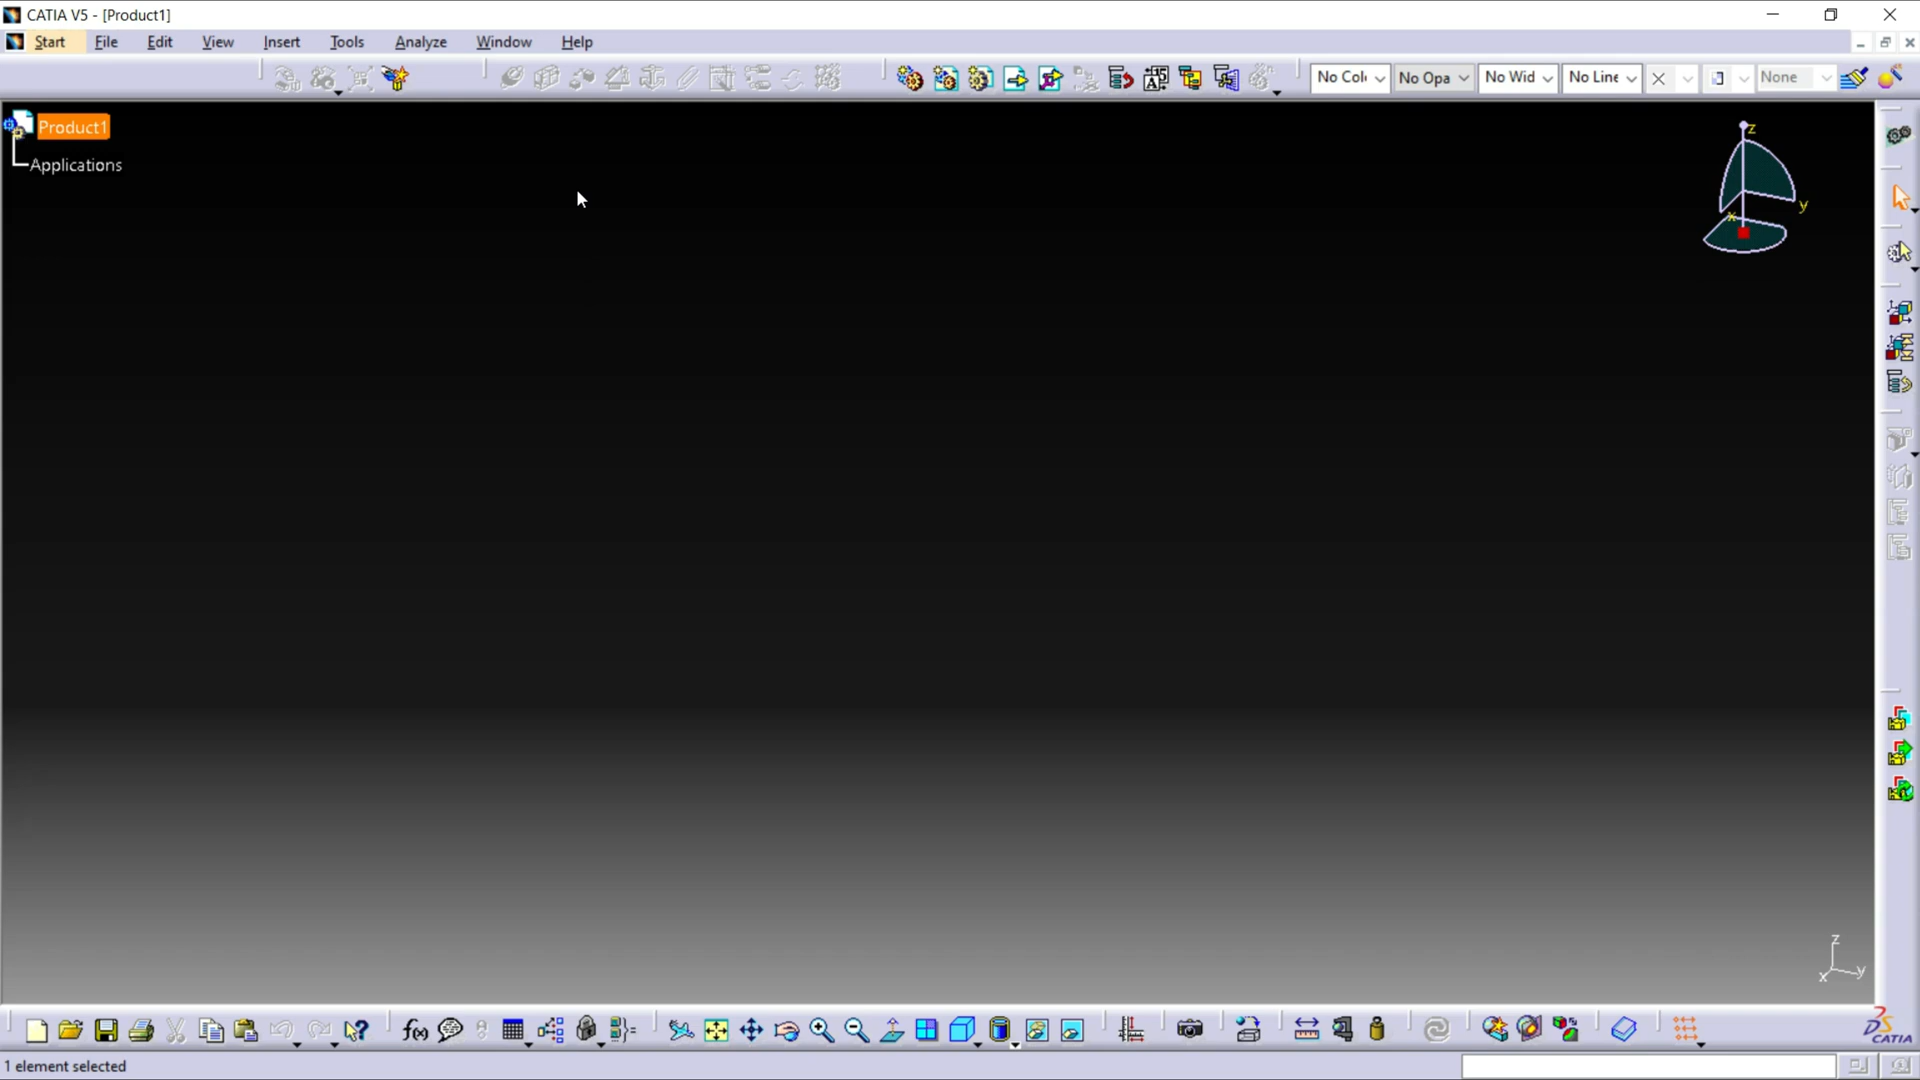 CATIA V5 - [Product1]
Start File Edit View Insert Tools Analyze Window Help
No Col No Opa No Wid No Line None
Product1
Applications
z
y
x
z
x y
f(x)
CATIA
1 element selected